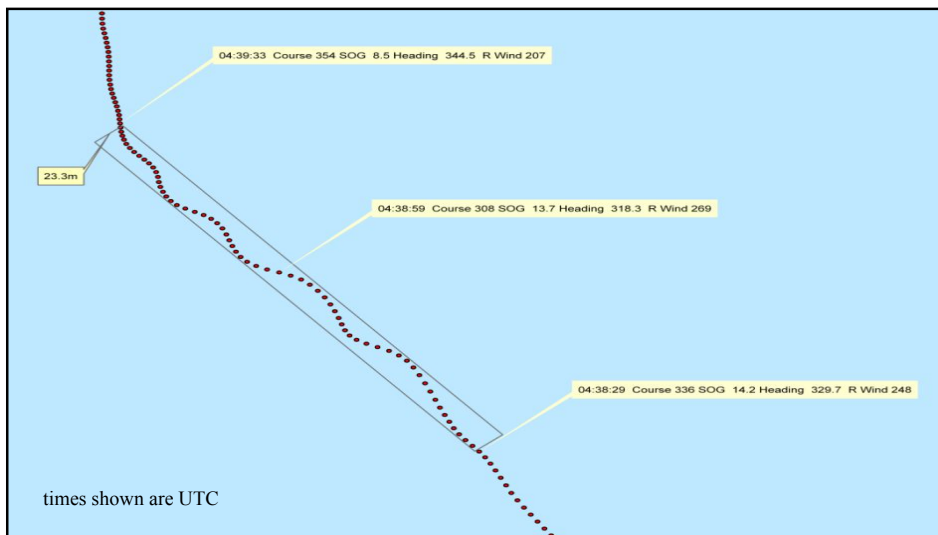 04:39:33 Course 354 SOG 8.5 Heading 344.5 R Wind 207
23.3m
04:38:59 Course 308 SOG 13.7 Heading 318.3 R Wind 269
04:38:29 Course 336 SOG 14.2 Heading 329.7 R Wind 248
times shown are UTC